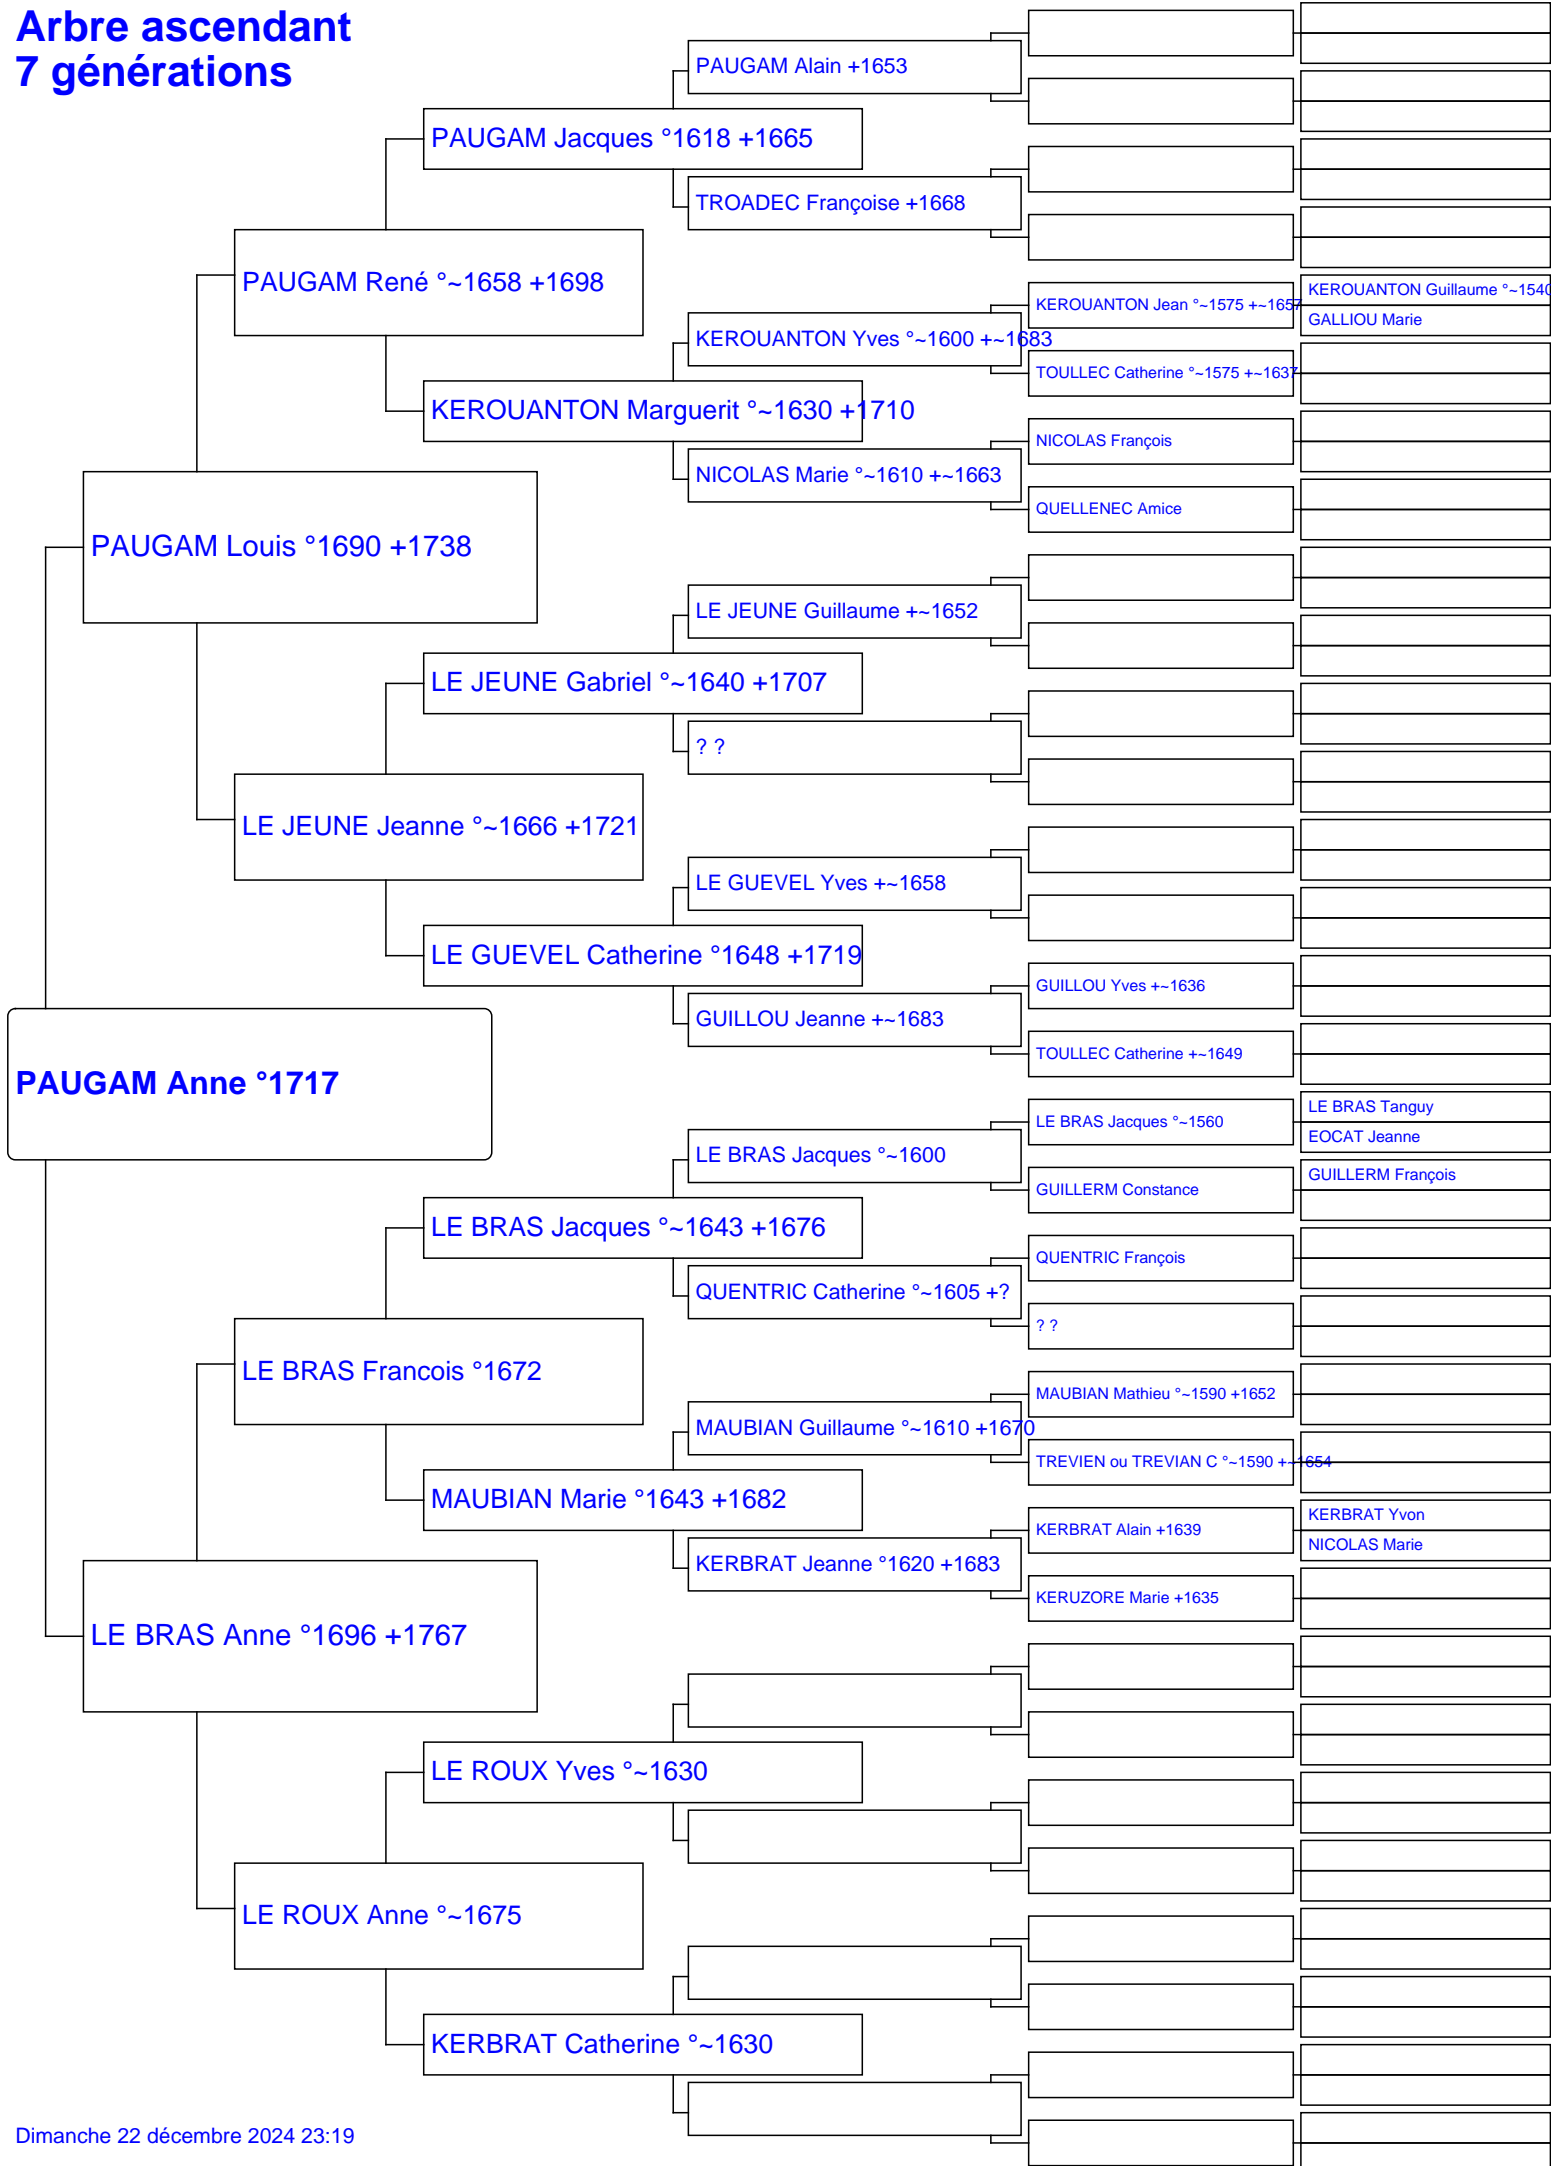 Arbre ascendant
7 générations
PAUGAM Alain +1653
PAUGAM Jacques °1618 +1665
TROADEC Françoise +1668
PAUGAM René °~1658 +1698
KEROUANTON Guillaume °~1540
KEROUANTON Jean °~1575 +~1657
GALLIOU Marie
KEROUANTON Yves °~1600 +~1683
TOULLEC Catherine °~1575 +~1637
KEROUANTON Marguerit °~1630 +1710
NICOLAS François
NICOLAS Marie °~1610 +~1663
QUELLENEC Amice
PAUGAM Louis °1690 +1738
LE JEUNE Guillaume +~1652
LE JEUNE Gabriel °~1640 +1707
? ?
LE JEUNE Jeanne °~1666 +1721
LE GUEVEL Yves +~1658
LE GUEVEL Catherine °1648 +1719
GUILLOU Yves +~1636
GUILLOU Jeanne +~1683
TOULLEC Catherine +~1649
PAUGAM Anne °1717
LE BRAS Tanguy
LE BRAS Jacques °~1560
EOCAT Jeanne
LE BRAS Jacques °~1600
GUILLERM François
GUILLERM Constance
LE BRAS Jacques °~1643 +1676
QUENTRIC François
QUENTRIC Catherine °~1605 +?
? ?
LE BRAS Francois °1672
MAUBIAN Mathieu °~1590 +1652
MAUBIAN Guillaume °~1610 +1670
TREVIEN ou TREVIAN C °~1590 +~1654
MAUBIAN Marie °1643 +1682
KERBRAT Yvon
KERBRAT Alain +1639
NICOLAS Marie
KERBRAT Jeanne °1620 +1683
KERUZORE Marie +1635
LE BRAS Anne °1696 +1767
LE ROUX Yves °~1630
LE ROUX Anne °~1675
KERBRAT Catherine °~1630
Dimanche 22 décembre 2024 23:19